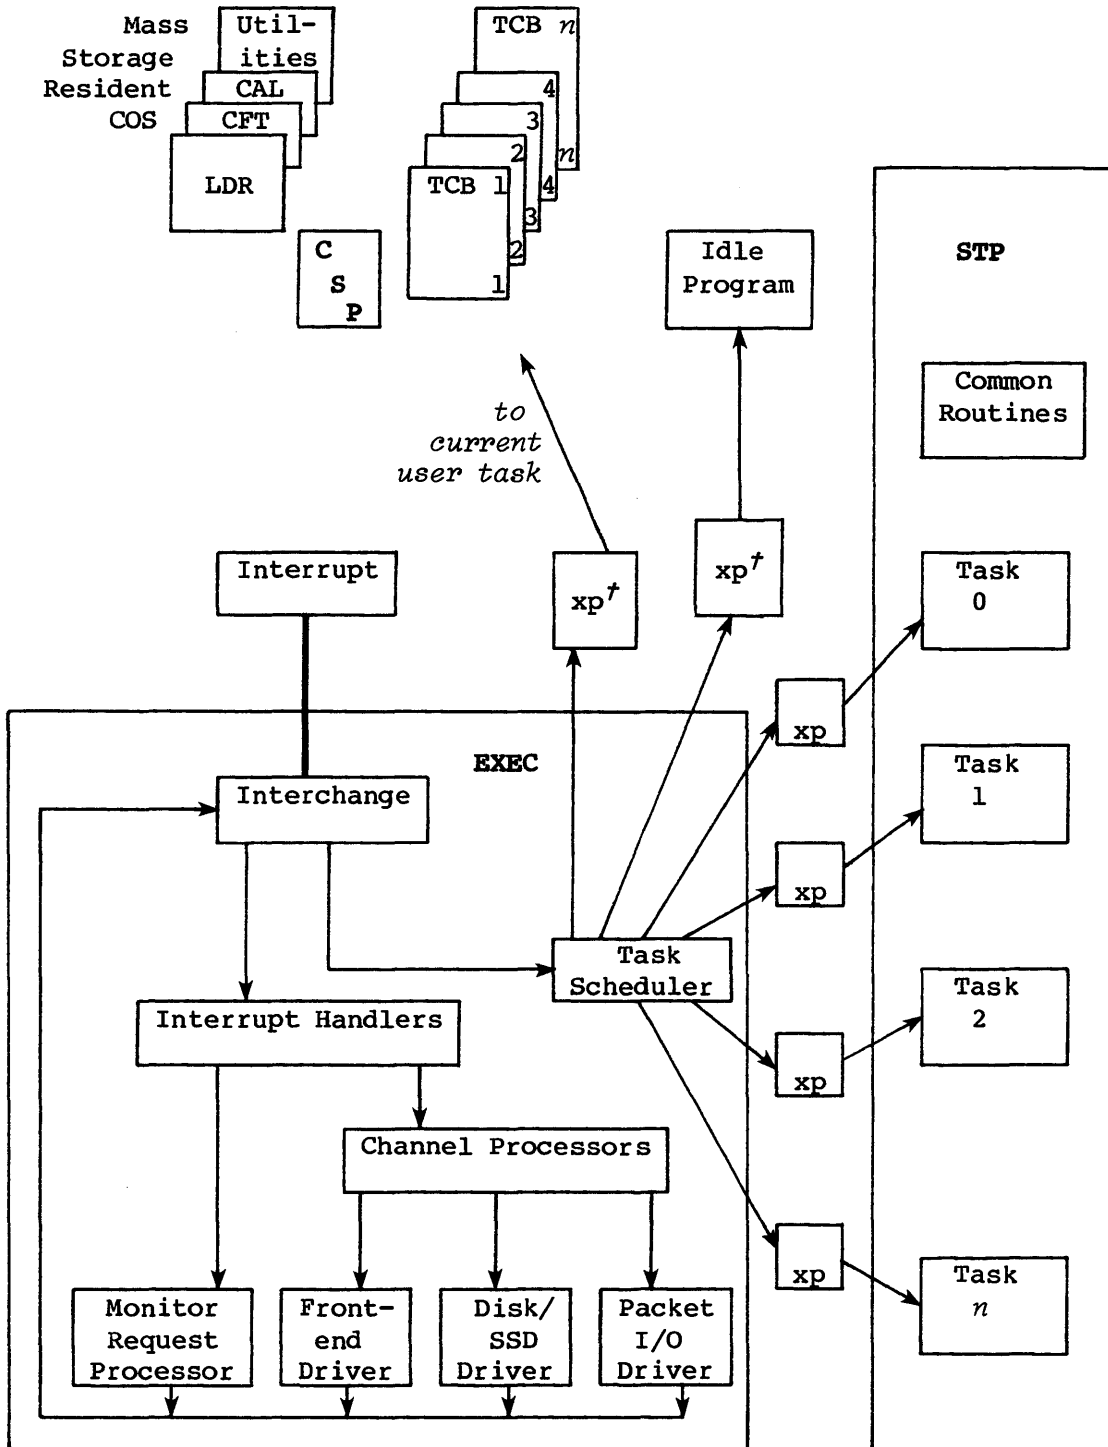 Mass
Storage
Resident
COS
Util-
ities
CAL
CFT
LDR
C
S
P
TCB n
4
3
2
n
TCB 1
4
3
2
1
Idle
Program
STP
Common
Routines
to
current
user task
xp†
xp†
Interrupt
Task
0
xp
EXEC
Interchange
Task
1
xp
Task
Scheduler
Interrupt Handlers
Task
2
xp
Channel Processors
xp
Task
n
Monitor
Request
Processor
Front-
end
Driver
Disk/
SSD
Driver
Packet
I/O
Driver